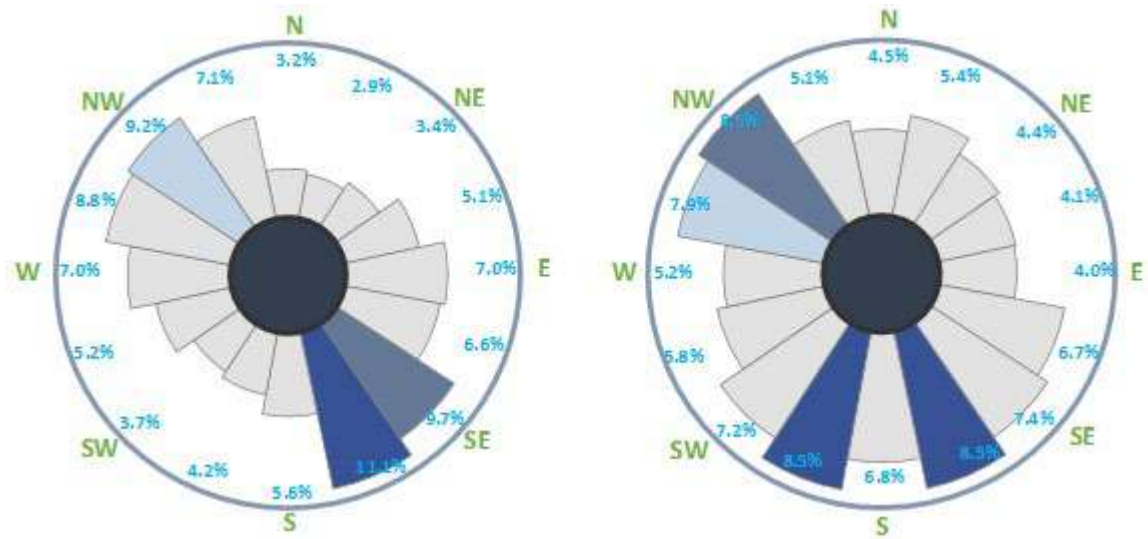 N
3.2%
2.9%
NE
3.4%
5.1%
7.0%
E
6.6%
9.7%
SE
11.1%
5.6%
S
4.2%
3.7%
SW
5.2%
7.0%
W
8.8%
9.2%
NW
7.1%
N
4.5%
5.4%
NE
4.4%
4.1%
4.0%
E
6.7%
7.4%
SE
8.5%
6.8%
S
8.5%
7.2%
SW
5.8%
5.2%
W
7.9%
NW
5.1%